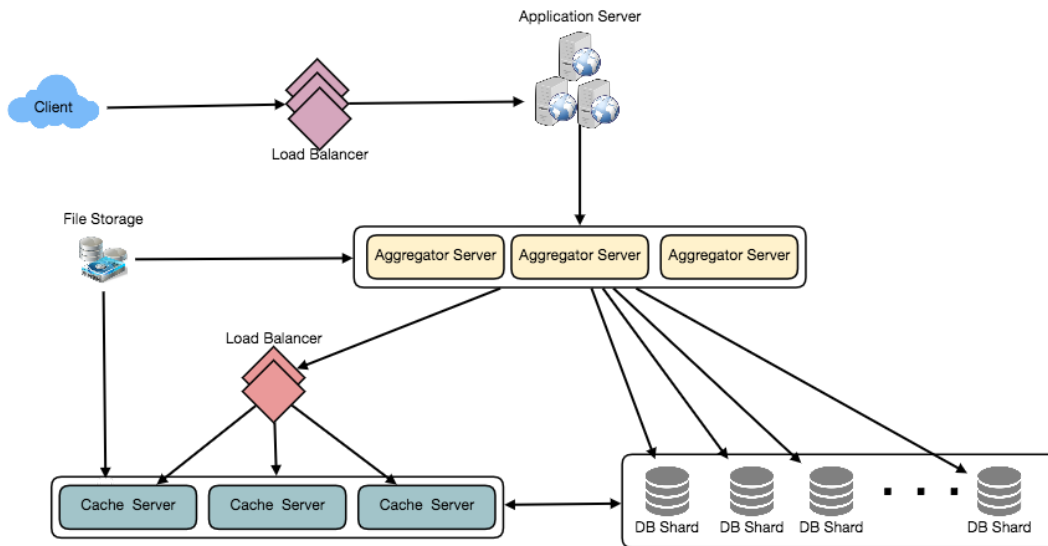 Application Server
Client
Load Balancer
File Storage
Aggregator Server
Aggregator Server
Aggregator Server
Load Balancer
Cache Server
Cache Server
Cache Server
DB Shard
DB Shard
DB Shard
DB Shard